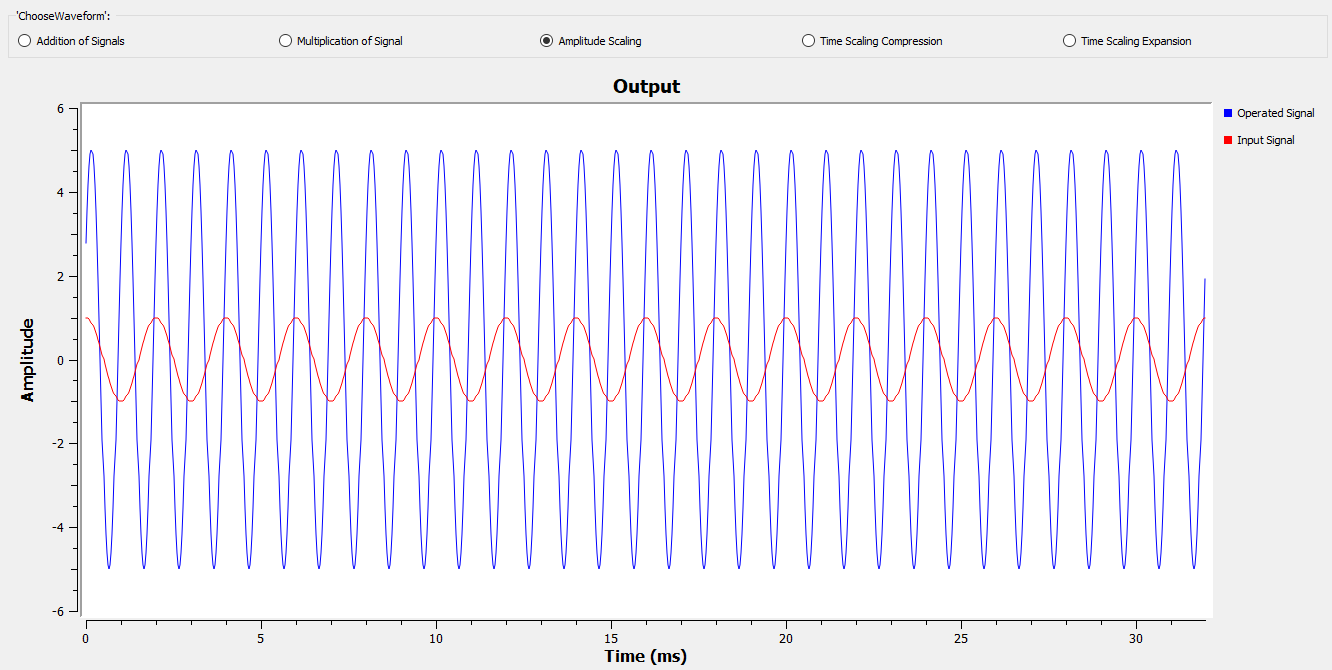 'ChooseWaveform':
Addition of Signals
Multiplication of Signal
Amplitude Scaling
Time Scaling Compression
Time Scaling Expansion
Output
6
4
2
0
-2
-4
-6
Amplitude
0
5
10
15
20
25
30
Time (ms)
Operated Signal
Input Signal